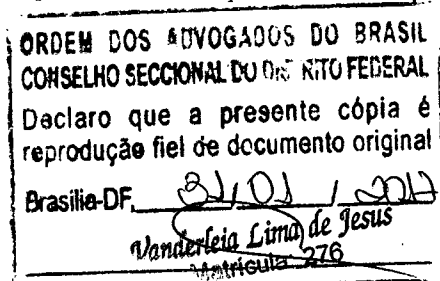 ORDEM DOS ADVOGADOS DO BRASIL
CONSELHO SECCIONAL DO DISTRITO FEDERAL
Declaro que a presente cópia é
reprodução fiel de documento original
Brasília-DF, 31/01/2017
Vanderleia Lima de Jesus
Matrícula 276